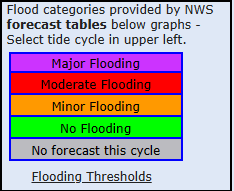 Flood categories provided by NWS
forecast tables below graphs -
Select tide cycle in upper left.
Major Flooding
Moderate Flooding
Minor Flooding
No Flooding
No forecast this cycle
Flooding Thresholds